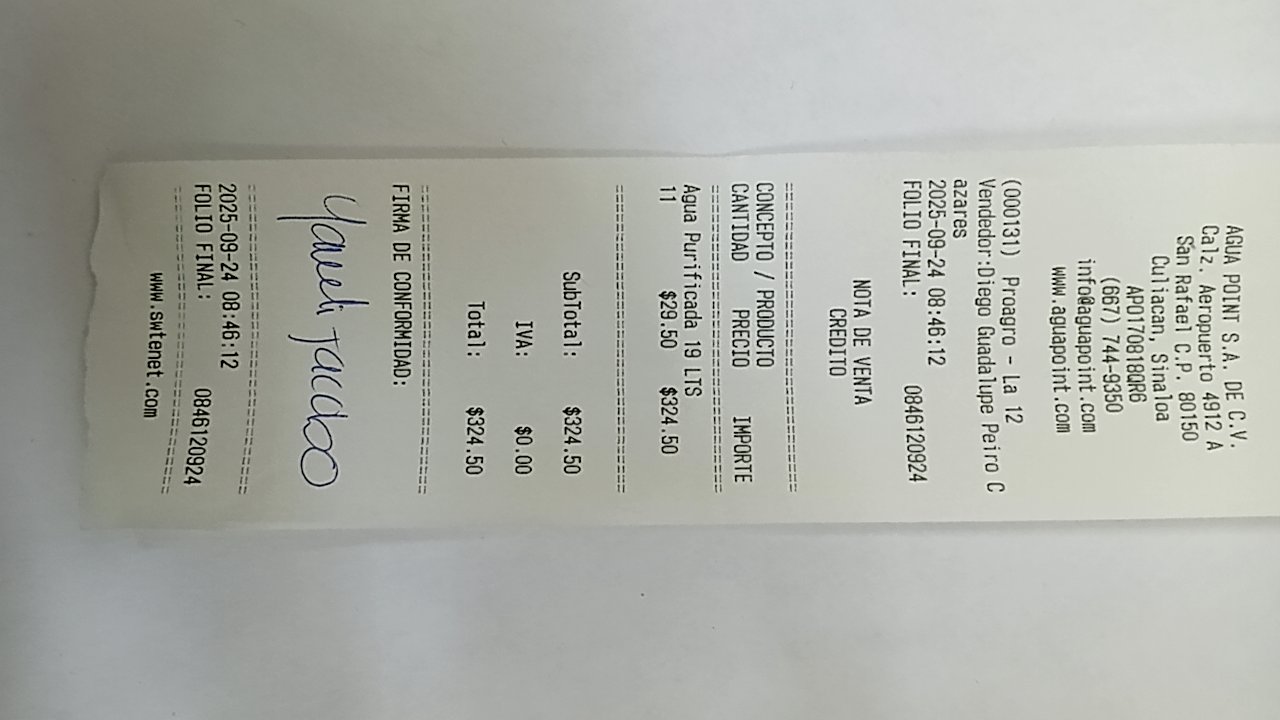 AGUA POINT S.A. DE C.V.
Calz. Aeropuerto 4912 A
San Rafael C.P. 80150
Culiacan, Sinaloa
APO170818QR6
(667) 744-9350
info@aguapoint.com
www.aguapoint.com
(000131) Proagro - La 12
Vendedor:Diego Guadalupe Peiro C
azares
2025-09-24 08:46:12
FOLIO FINAL: 0846120924
NOTA DE VENTA
CREDITO
CONCEPTO / PRODUCTO
CANTIDAD PRECIO IMPORTE
Agua Purificada 19 LTS
11 $29.50 $324.50
SubTotal: $324.50
IVA: $0.00
Total: $324.50
FIRMA DE CONFORMIDAD:
Yaneli Jacobo
2025-09-24 08:46:12
FOLIO FINAL: 0846120924
www.swtenet.com